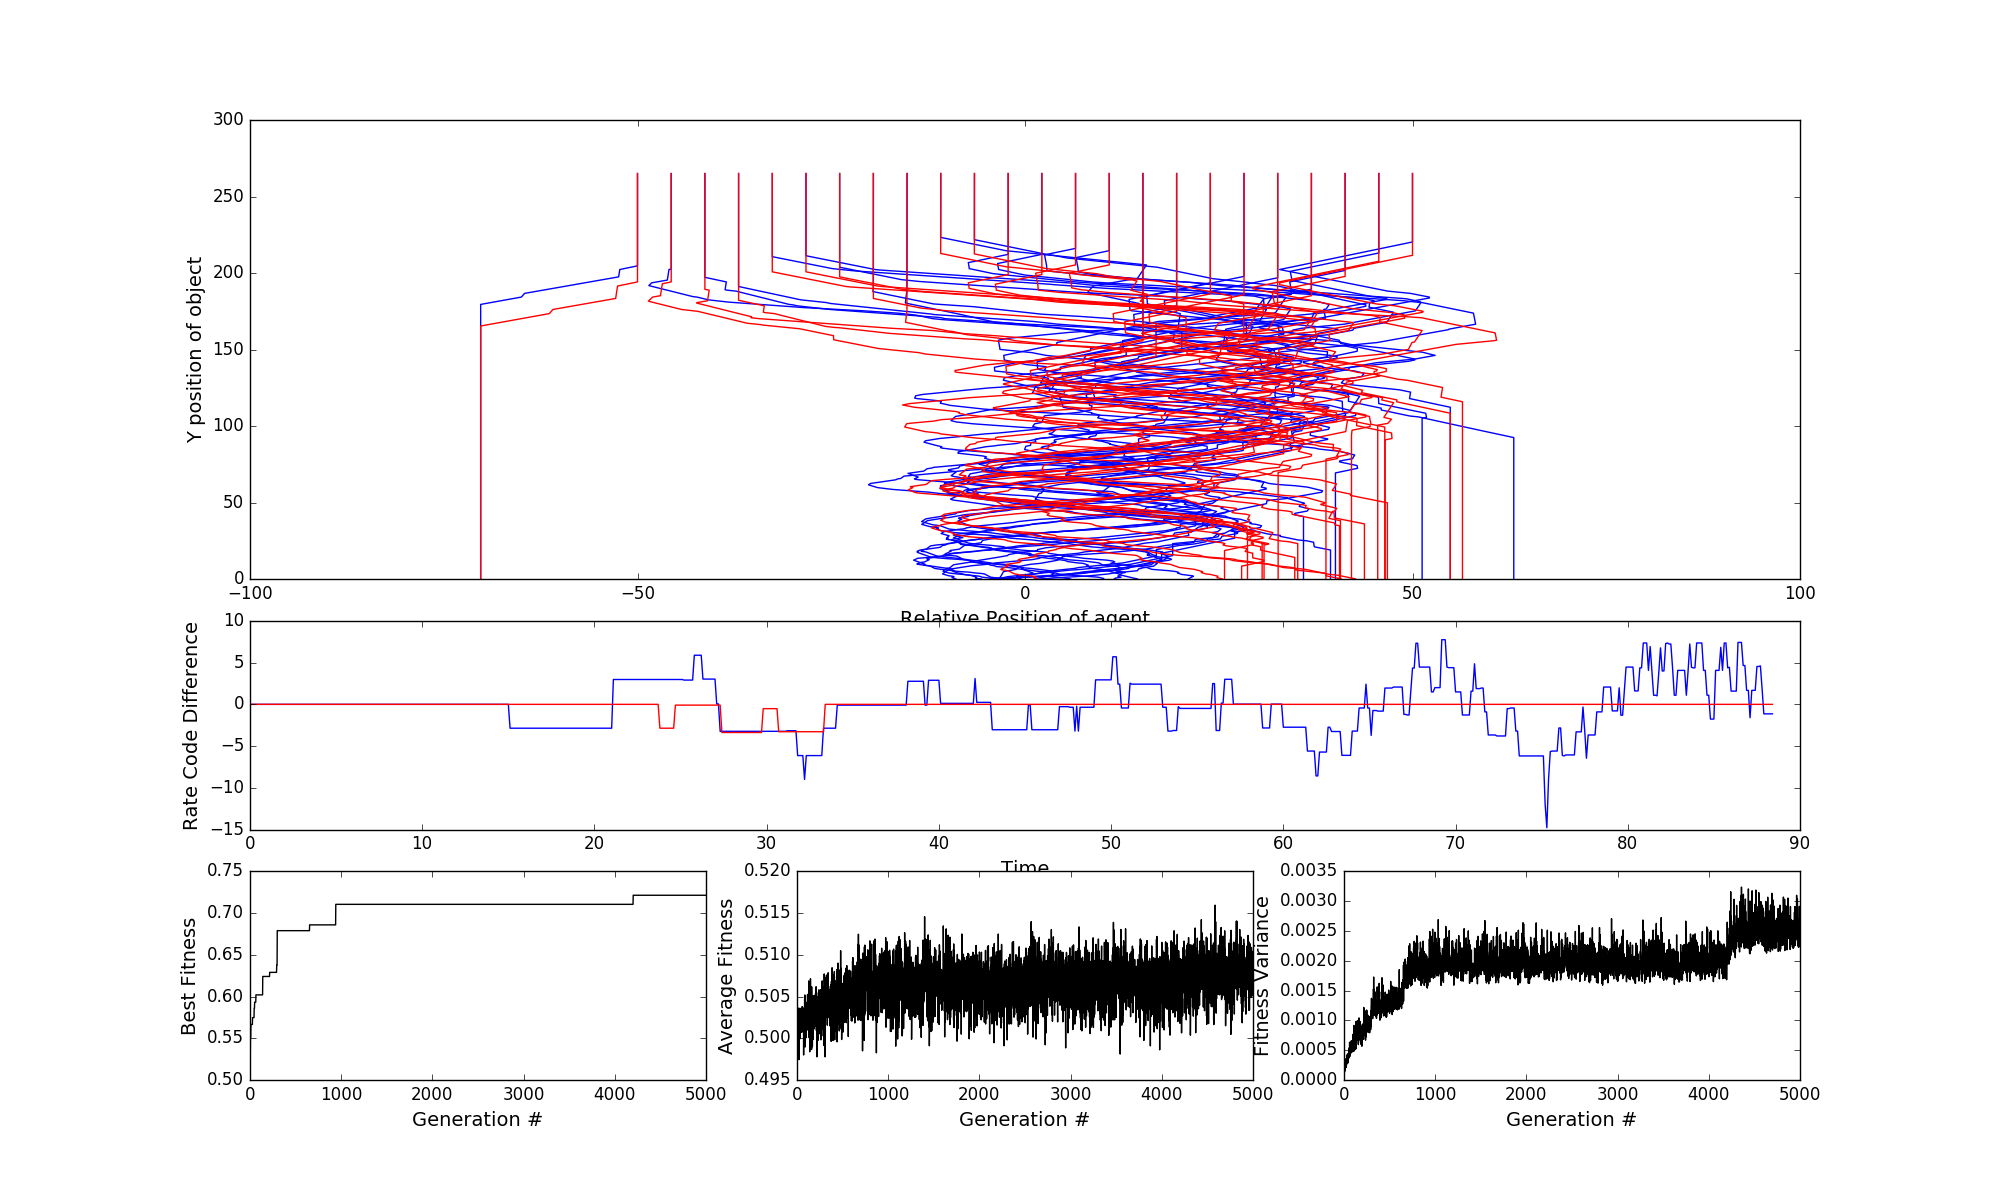 300
250
200
150
100
50
0
Y position of object
−100 −50 0 50 100
Relative Position of agent
10
5
0
−5
−10
−15
Rate Code Difference
0 10 20 30 40 50 60 70 80 90
Time
0.75
0.70
0.65
0.60
0.55
0.50
Best Fitness
0 1000 2000 3000 4000 5000
Generation #
0.520
0.515
0.510
0.505
0.500
0.495
Average Fitness
0 1000 2000 3000 4000 5000
Generation #
0.0035
0.0030
0.0025
0.0020
0.0015
0.0010
0.0005
0.0000
Fitness Variance
0 1000 2000 3000 4000 5000
Generation #